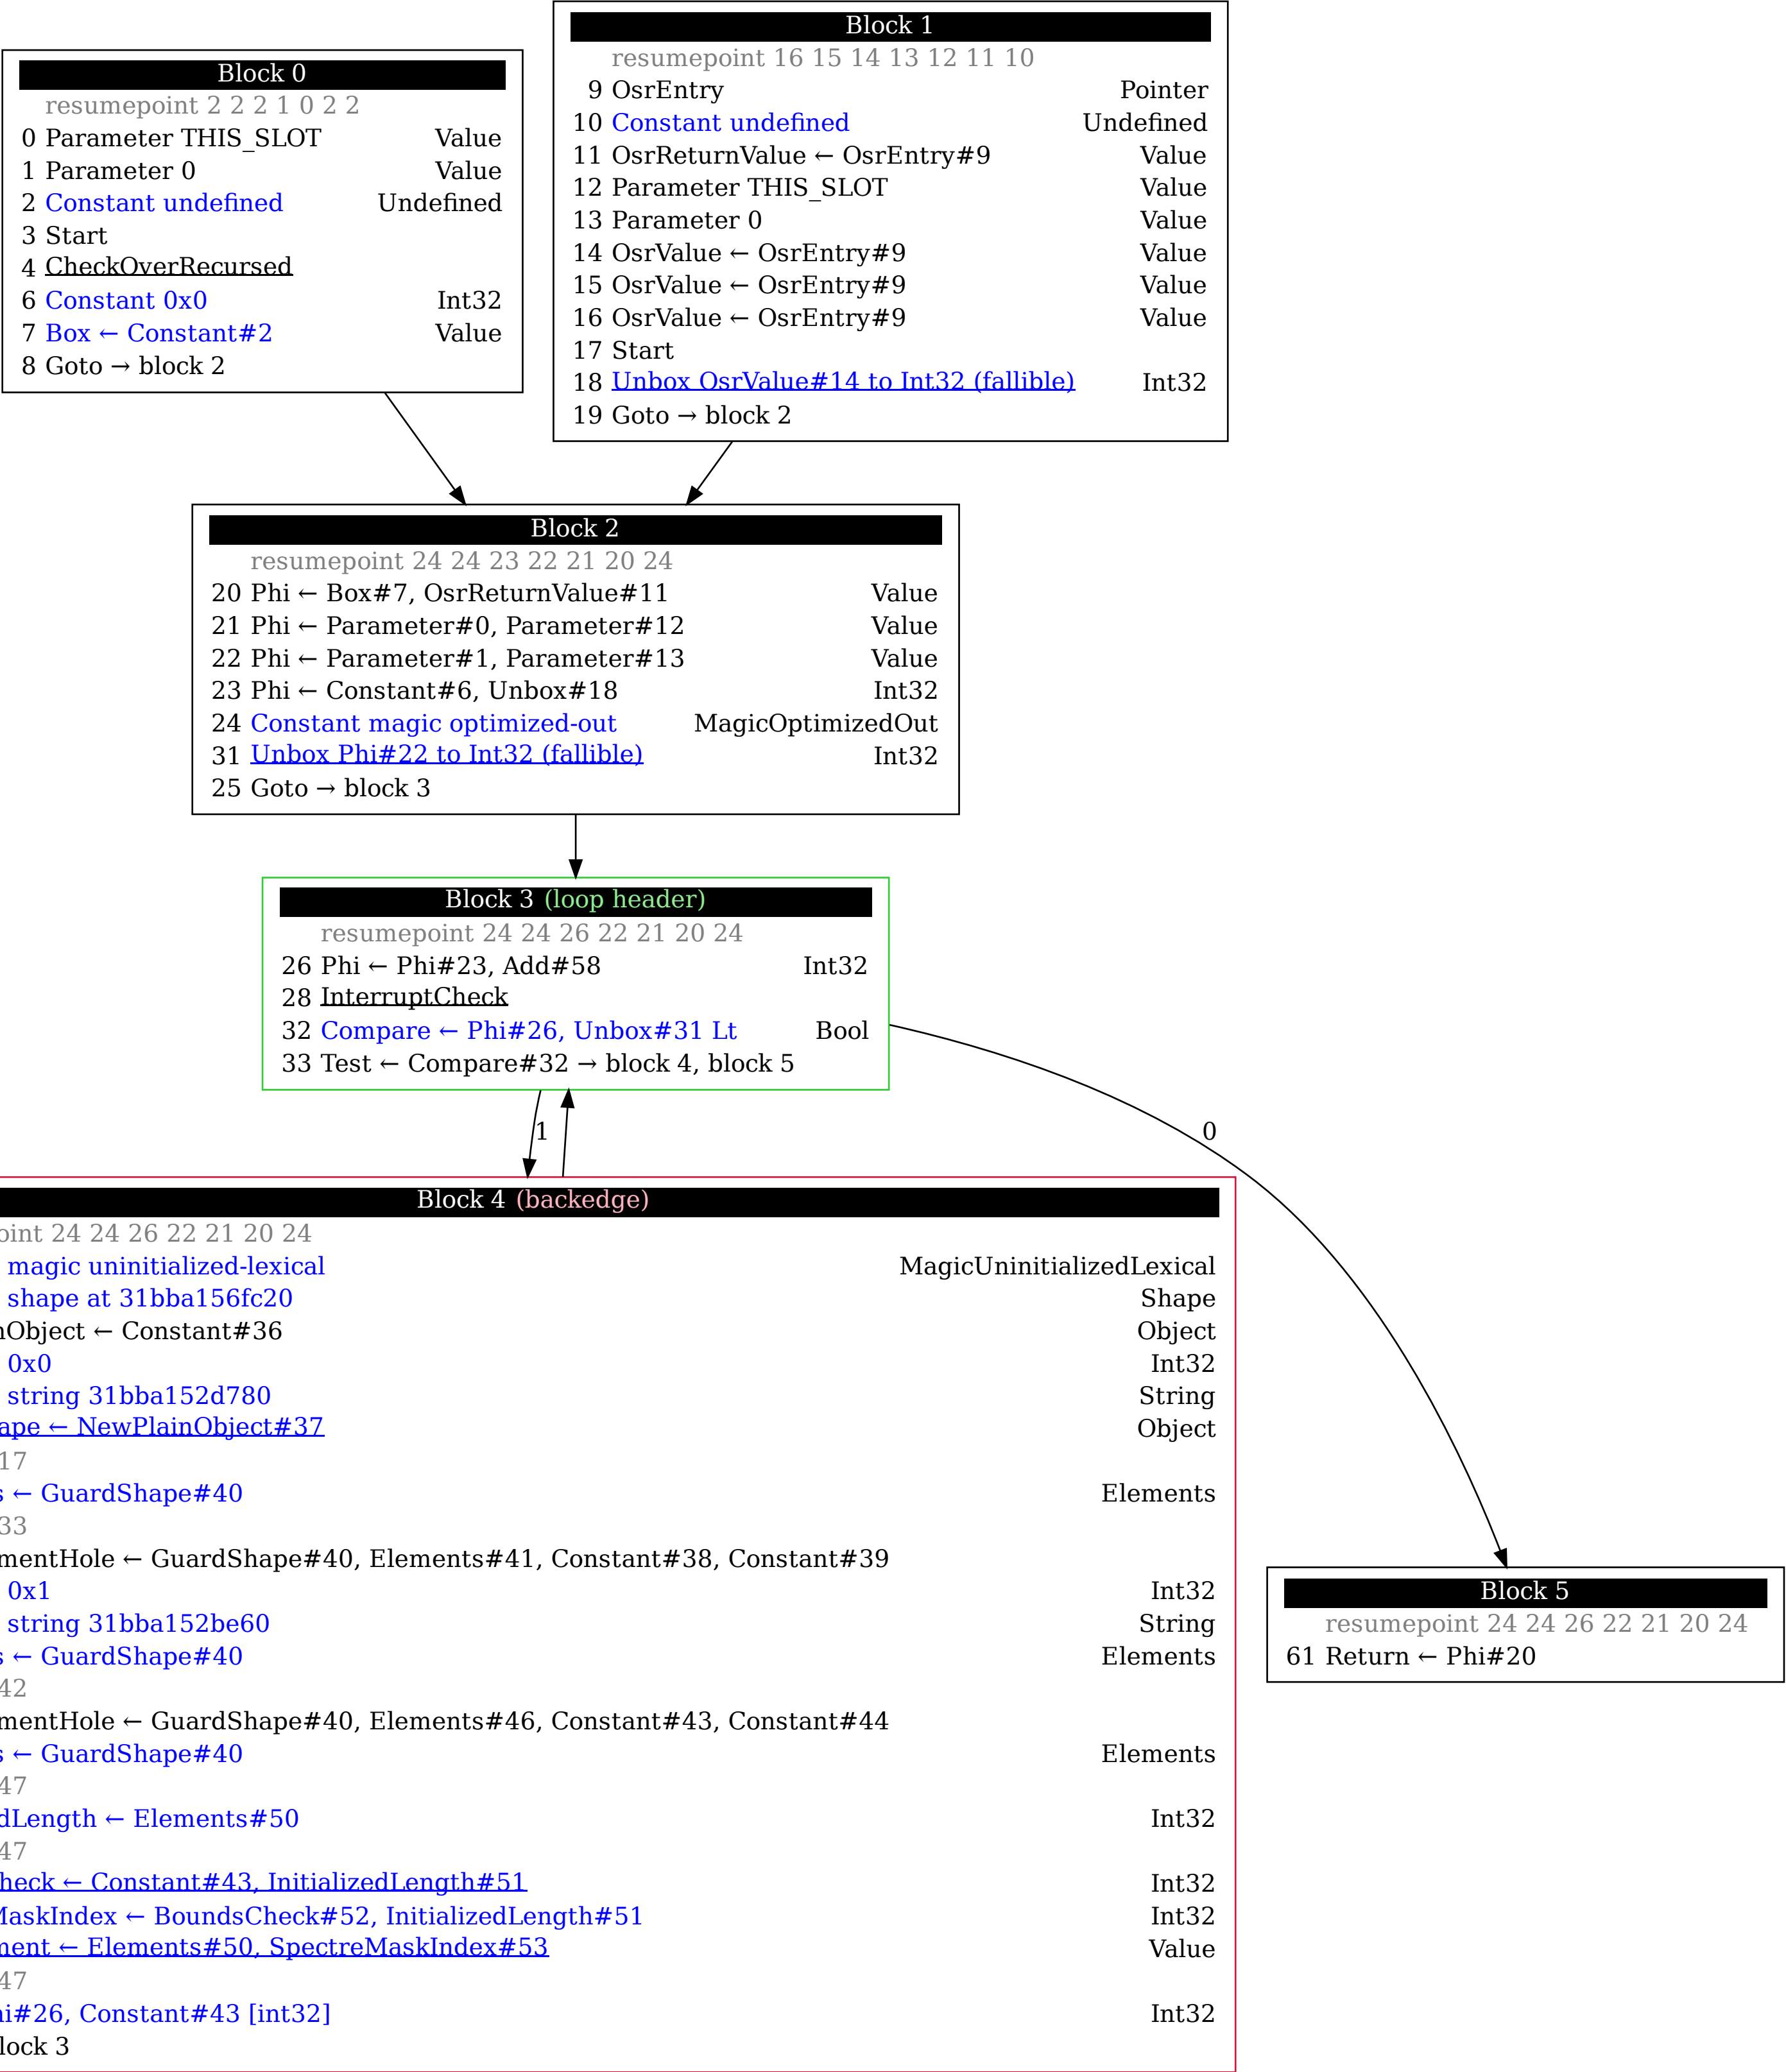 Block 0
resumepoint 2 2 2 1 0 2 2
0 Parameter THIS_SLOT Value
1 Parameter 0 Value
2 Constant undefined Undefined
3 Start
4 CheckOverRecursed
6 Constant 0x0 Int32
7 Box ← Constant#2 Value
8 Goto → block 2
Block 1
resumepoint 16 15 14 13 12 11 10
9 OsrEntry Pointer
10 Constant undefined Undefined
11 OsrReturnValue ← OsrEntry#9 Value
12 Parameter THIS_SLOT Value
13 Parameter 0 Value
14 OsrValue ← OsrEntry#9 Value
15 OsrValue ← OsrEntry#9 Value
16 OsrValue ← OsrEntry#9 Value
17 Start
18 Unbox OsrValue#14 to Int32 (fallible) Int32
19 Goto → block 2
Block 2
resumepoint 24 24 23 22 21 20 24
20 Phi ← Box#7, OsrReturnValue#11 Value
21 Phi ← Parameter#0, Parameter#12 Value
22 Phi ← Parameter#1, Parameter#13 Value
23 Phi ← Constant#6, Unbox#18 Int32
24 Constant magic optimized-out MagicOptimizedOut
31 Unbox Phi#22 to Int32 (fallible) Int32
25 Goto → block 3
Block 3 (loop header)
resumepoint 24 24 26 22 21 20 24
26 Phi ← Phi#23, Add#58 Int32
28 InterruptCheck
32 Compare ← Phi#26, Unbox#31 Lt Bool
33 Test ← Compare#32 → block 4, block 5
1
0
Block 4 (backedge)
oint 24 24 26 22 21 20 24
magic uninitialized-lexical MagicUninitializedLexical
shape at 31bba156fc20 Shape
nObject ← Constant#36 Object
0x0 Int32
string 31bba152d780 String
ape ← NewPlainObject#37 Object
17
s ← GuardShape#40 Elements
33
mentHole ← GuardShape#40, Elements#41, Constant#38, Constant#39
0x1 Int32
string 31bba152be60 String
s ← GuardShape#40 Elements
42
mentHole ← GuardShape#40, Elements#46, Constant#43, Constant#44
s ← GuardShape#40 Elements
47
dLength ← Elements#50 Int32
47
heck ← Constant#43, InitializedLength#51 Int32
MaskIndex ← BoundsCheck#52, InitializedLength#51 Int32
ment ← Elements#50, SpectreMaskIndex#53 Value
47
hi#26, Constant#43 [int32] Int32
lock 3
Block 5
resumepoint 24 24 26 22 21 20 24
61 Return ← Phi#20